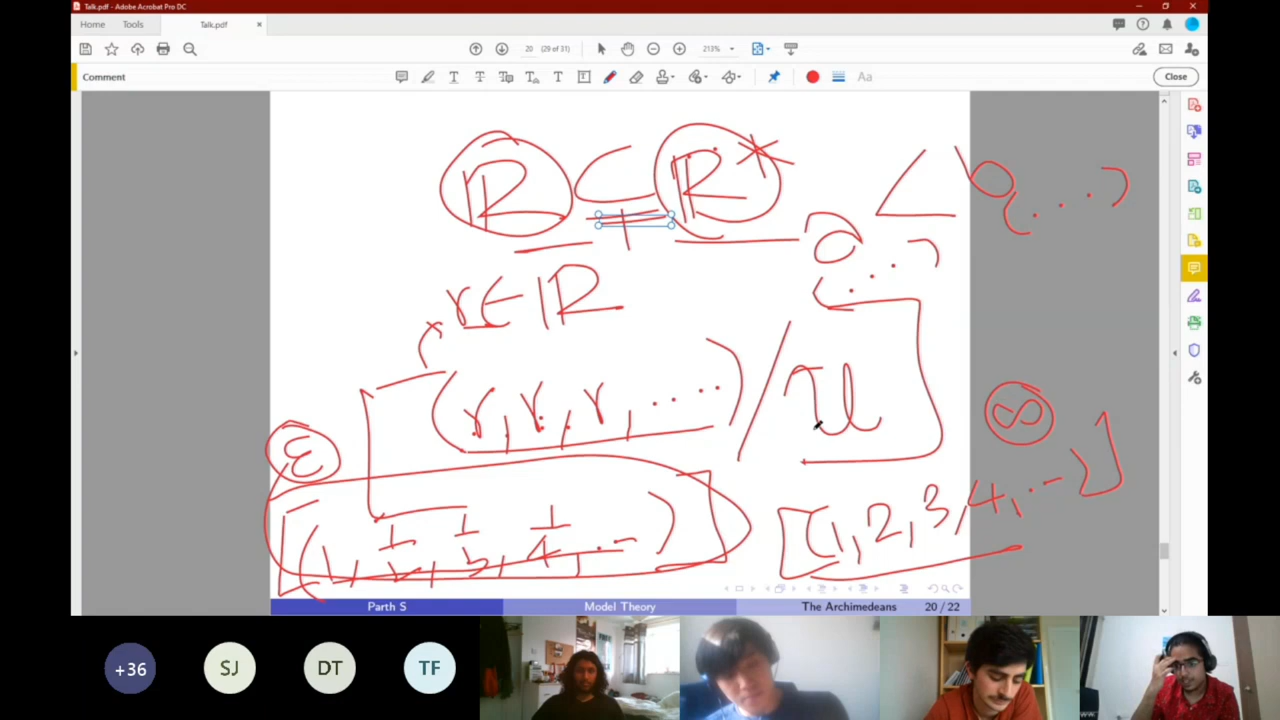 Talk.pdf - Adobe Acrobat Pro DC
Home Tools Talk.pdf ×
20 (29 of 31) 213%
Comment Aa Close
ℝ ⊊ ℝ* < b
(...)
a
(...)
r ∈ ℝ
(r, r, r, ....) / U
∞
ε
[(1, 1/2, 1/3, 1/4, ...)] [(1, 2, 3, 4, ...)]
Parth S Model Theory The Archimedeans 20 / 22
+36 SJ DT TF